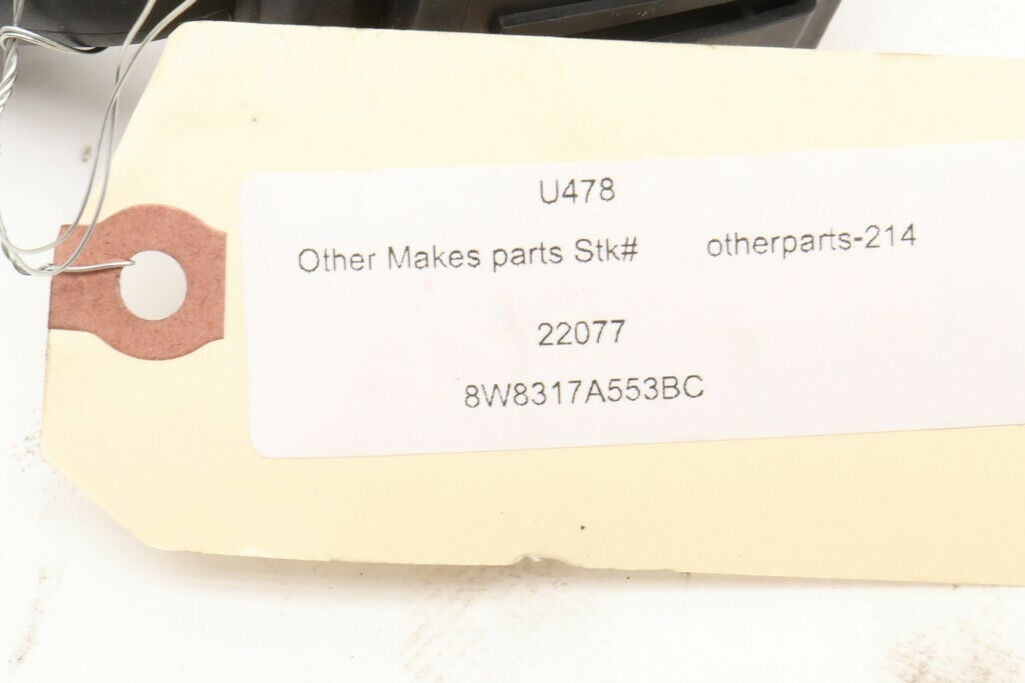 U478
Other Makes parts Stk# otherparts-214
22077
8W8317A553BC